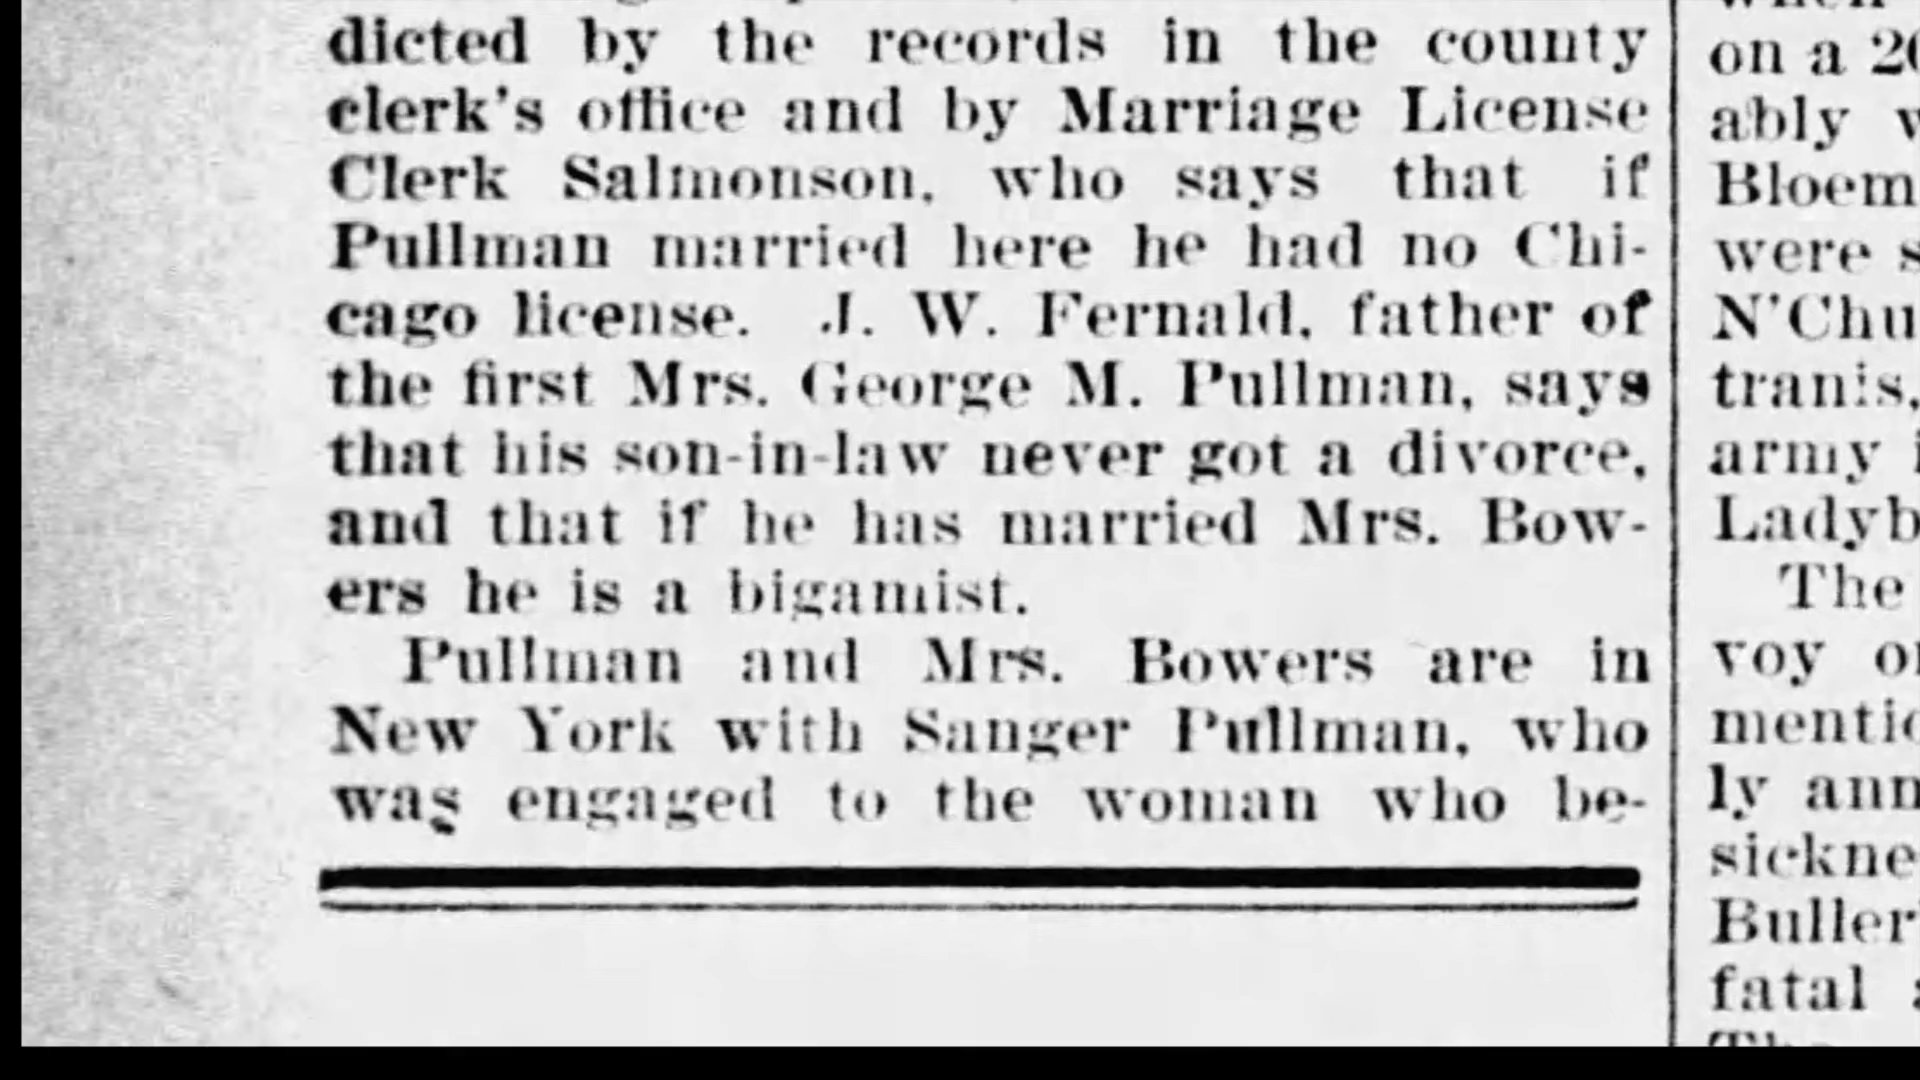 dicted by the records in the county
clerk's office and by Marriage License
Clerk Salmonson, who says that if
Pullman married here he had no Chi-
cago license. J. W. Fernald, father of
the first Mrs. George M. Pullman, says
that his son-in-law never got a divorce,
and that if he has married Mrs. Bow-
ers he is a bigamist.
Pullman and Mrs. Bowers are in
New York with Sanger Pullman, who
was engaged to the woman who be-
on a 20
ably
Bloem
were s
N'Chu
tran's,
army i
Ladyb
The
voy o
mentic
ly ann
sickne
Buller
fatal